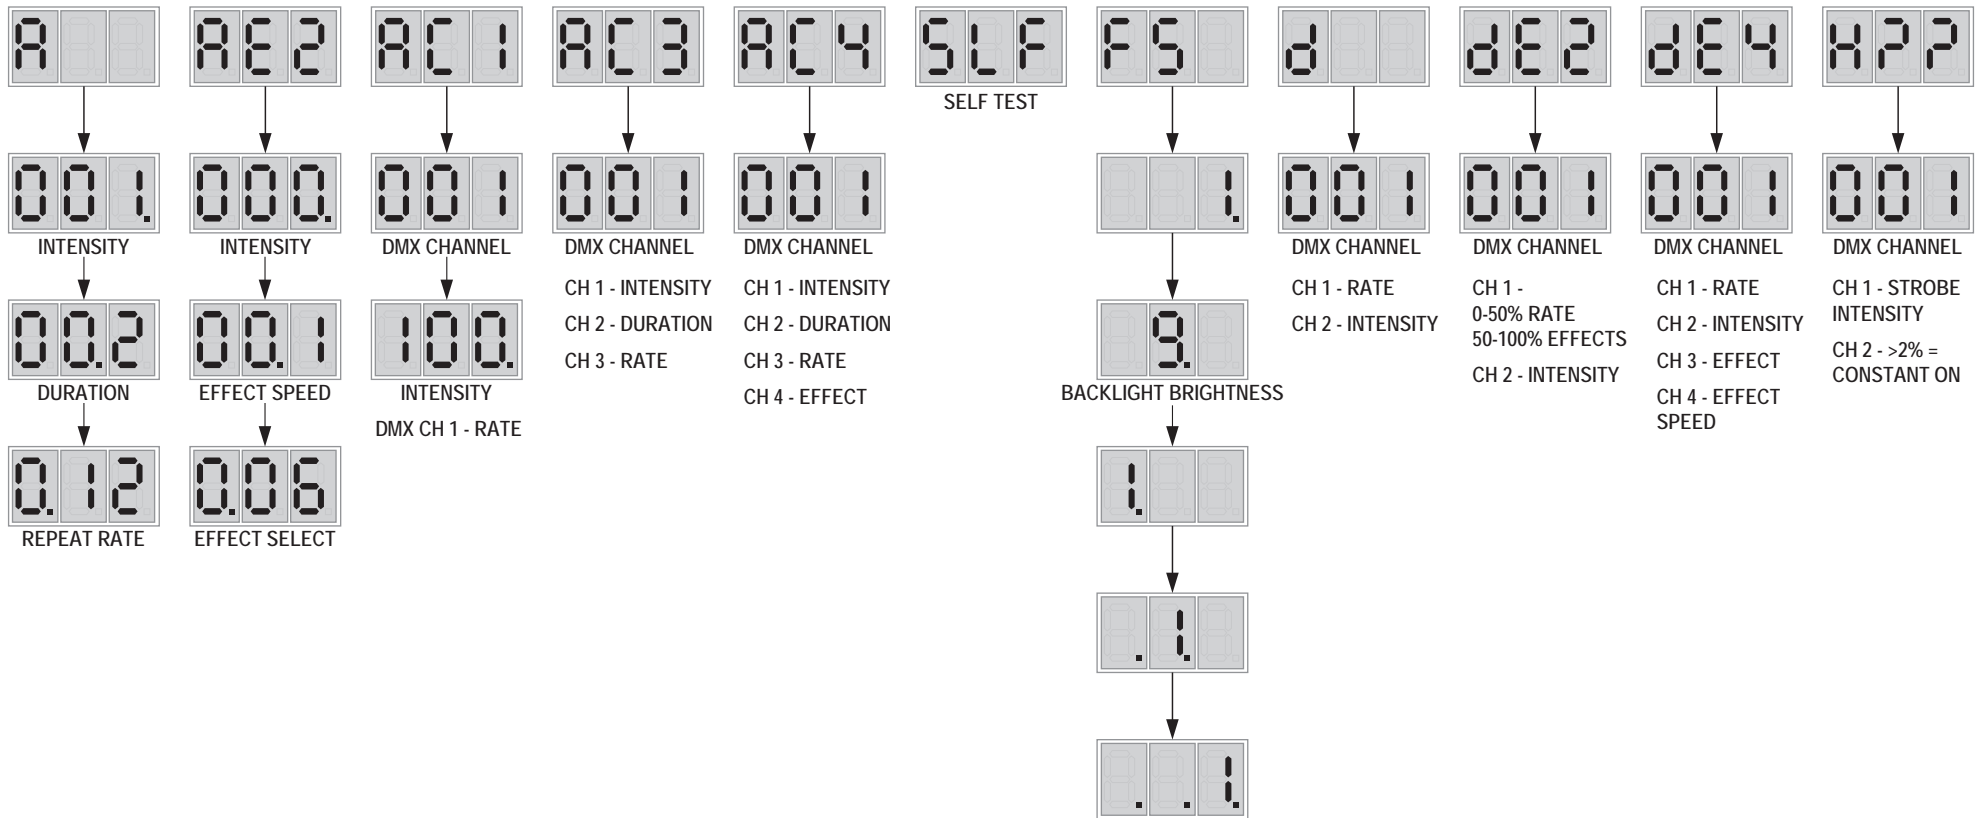 A
001.
INTENSITY
00.2
DURATION
0.12
REPEAT RATE
AE2
000.
INTENSITY
00.1
EFFECT SPEED
0.06
EFFECT SELECT
AC1
001
DMX CHANNEL
100.
INTENSITY
DMX CH 1 - RATE
AC3
001
DMX CHANNEL
CH 1 - INTENSITY
CH 2 - DURATION
CH 3 - RATE
AC4
001
DMX CHANNEL
CH 1 - INTENSITY
CH 2 - DURATION
CH 3 - RATE
CH 4 - EFFECT
SLF
SELF TEST
FS
1.
9.
BACKLIGHT BRIGHTNESS
1.
.1.
..1.
d
001
DMX CHANNEL
CH 1 - RATE
CH 2 - INTENSITY
dE2
001
DMX CHANNEL
CH 1 -
0-50% RATE
50-100% EFFECTS
CH 2 - INTENSITY
dE4
001
DMX CHANNEL
CH 1 - RATE
CH 2 - INTENSITY
CH 3 - EFFECT
CH 4 - EFFECT
SPEED
H??
001
DMX CHANNEL
CH 1 - STROBE
INTENSITY
CH 2 - >2% =
CONSTANT ON